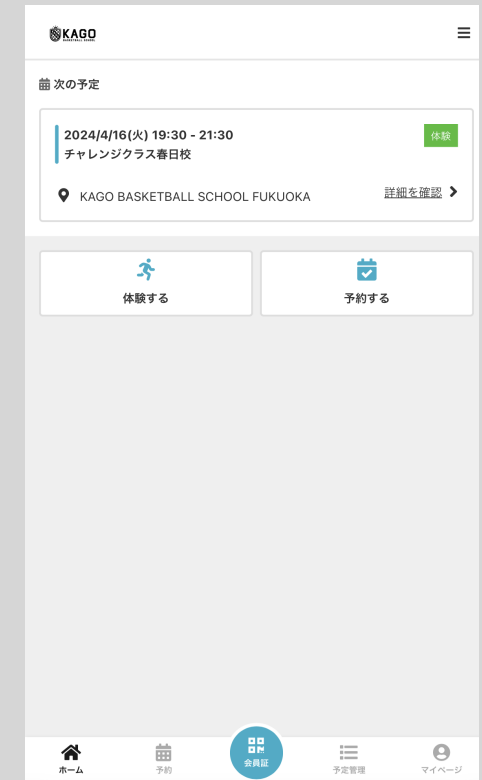 KAGO
次の予定
2024/4/16(火) 19:30 - 21:30
体験
チャレンジクラス春日校
KAGO BASKETBALL SCHOOL FUKUOKA
詳細を確認
体験する
予約する
ホーム
予約
会員証
予定管理
マイページ